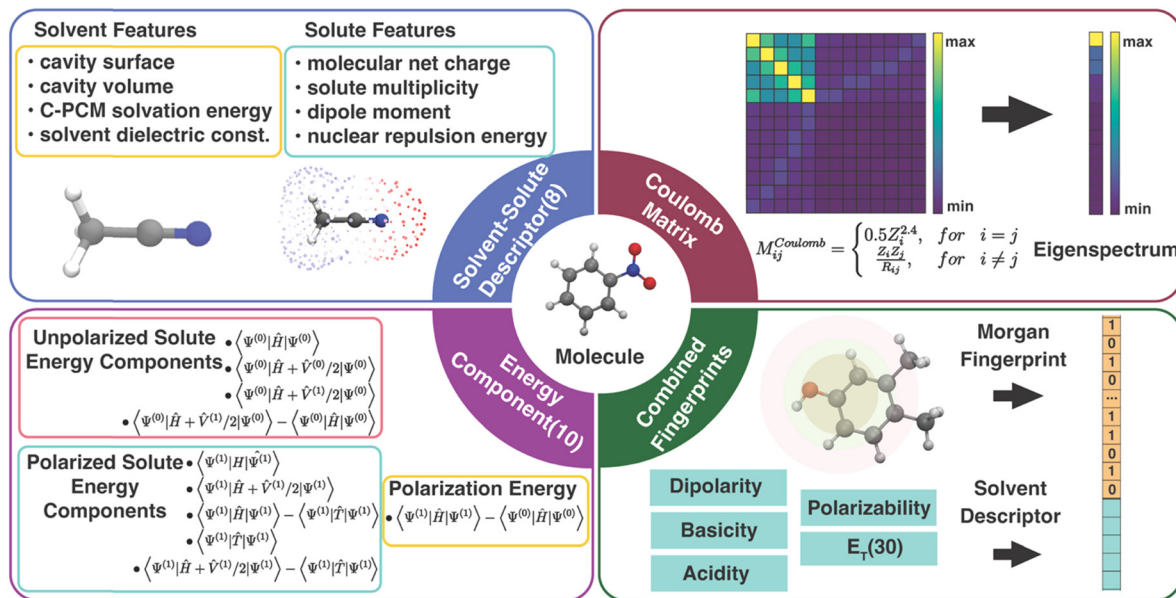 Solvent Features
• cavity surface
• cavity volume
• C-PCM solvation energy
• solvent dielectric const.
Solute Features
• molecular net charge
• solute multiplicity
• dipole moment
• nuclear repulsion energy
Solvent-Solute
Descriptor(8)
max
min
max
min
M_{ij}^{Coulomb} = { 0.5Z_i^{2.4}, for i = j
Z_iZ_j/R_{ij}, for i ≠ j
Eigenspectrum
Coulomb
Matrix
Molecule
Unpolarized Solute
Energy Components
• ⟨Ψ^{(0)}|Ĥ|Ψ^{(0)}⟩
• ⟨Ψ^{(0)}|Ĥ + V̂^{(0)}/2|Ψ^{(0)}⟩
• ⟨Ψ^{(0)}|Ĥ + V̂^{(1)}/2|Ψ^{(0)}⟩
• ⟨Ψ^{(0)}|Ĥ + V̂^{(1)}/2|Ψ^{(0)}⟩ − ⟨Ψ^{(0)}|Ĥ|Ψ^{(0)}⟩
Polarized Solute
Energy
Components
• ⟨Ψ^{(1)}|H|Ψ̂^{(1)}⟩
• ⟨Ψ^{(1)}|Ĥ + V̂^{(1)}/2|Ψ^{(1)}⟩
• ⟨Ψ^{(1)}|Ĥ|Ψ^{(1)}⟩ − ⟨Ψ^{(1)}|T̂|Ψ^{(1)}⟩
• ⟨Ψ^{(1)}|T̂|Ψ^{(1)}⟩
• ⟨Ψ^{(1)}|Ĥ + V̂^{(1)}/2|Ψ^{(1)}⟩ − ⟨Ψ^{(1)}|T̂|Ψ^{(1)}⟩
Polarization Energy
• ⟨Ψ^{(1)}|Ĥ|Ψ^{(1)}⟩ − ⟨Ψ^{(0)}|Ĥ|Ψ^{(0)}⟩
Energy
Component(10)
Combined
Fingerprints
Morgan
Fingerprint
1
0
1
0
...
1
1
0
1
0
Dipolarity
Basicity
Acidity
Polarizability
E_T(30)
Solvent
Descriptor